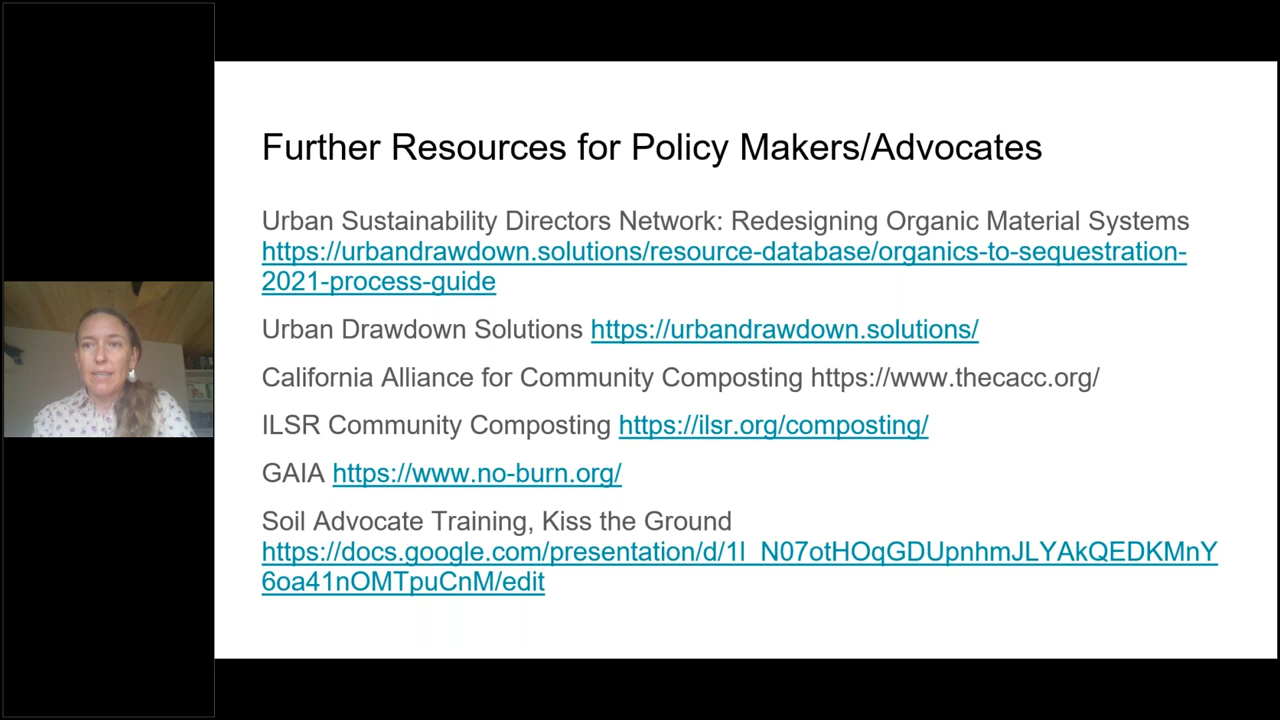 Further Resources for Policy Makers/Advocates
Urban Sustainability Directors Network: Redesigning Organic Material Systems
https://urbandrawdown.solutions/resource-database/organics-to-sequestration-
2021-process-guide
Urban Drawdown Solutions https://urbandrawdown.solutions/
California Alliance for Community Composting https://www.thecacc.org/
ILSR Community Composting https://ilsr.org/composting/
GAIA https://www.no-burn.org/
Soil Advocate Training, Kiss the Ground
https://docs.google.com/presentation/d/1l_N07otHOqGDUpnhmJLYAkQEDKMnY
6oa41nOMTpuCnM/edit